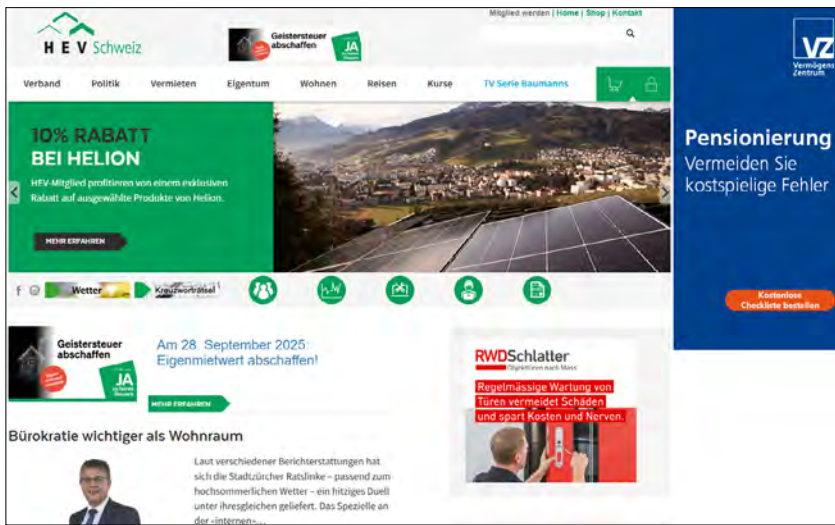 Mitglied werden | Home | Shop | Kontakt
HEV Schweiz
Geistersteuer
abschaffen
JA
Verband Politik Vermieten Eigentum Wohnen Reisen Kurse TV Serie Baumanns
10% RABATT
BEI HELION
HEV-Mitglied profitieren von einem exklusiven
Rabatt auf ausgewählte Produkte von Helion.
MEHR ERFAHREN
VZ
Vermögens
Zentrum
Pensionierung
Vermeiden Sie
kostspielige Fehler
Kostenlose
Checkliste bestellen
Wetter
Kreuzworträtsel
Geistersteuer
abschaffen
JA
Am 28. September 2025:
Eigenmietwert abschaffen!
MEHR ERFAHREN
RWDSchlatter
Objekttüren nach Mass
Regelmässige Wartung von
Türen vermeidet Schäden
und spart Kosten und Nerven.
Bürokratie wichtiger als Wohnraum
Laut verschiedener Berichterstattungen hat
sich die Stadtzürcher Ratslinke – passend zum
hochsommerlichen Wetter – ein hitziges Duell
unter ihresgleichen geliefert. Das Spezielle an
der «internen»…